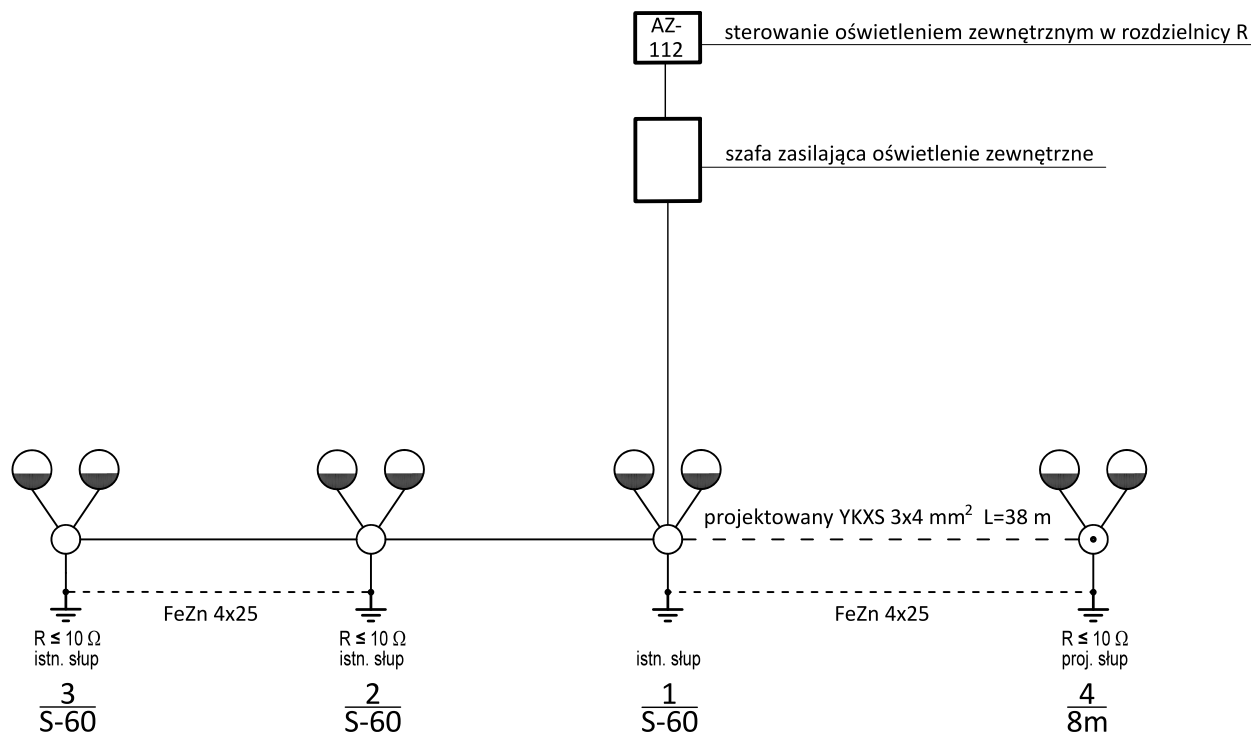 AZ-
112
sterowanie oświetleniem zewnętrznym w rozdzielnicy R
szafa zasilająca oświetlenie zewnętrzne
projektowany YKXS 3x4 mm² L=38 m
FeZn 4x25
FeZn 4x25
R ≤ 10 Ω
istn. słup
3
S-60
R ≤ 10 Ω
istn. słup
2
S-60
istn. słup
1
S-60
R ≤ 10 Ω
proj. słup
4
8m